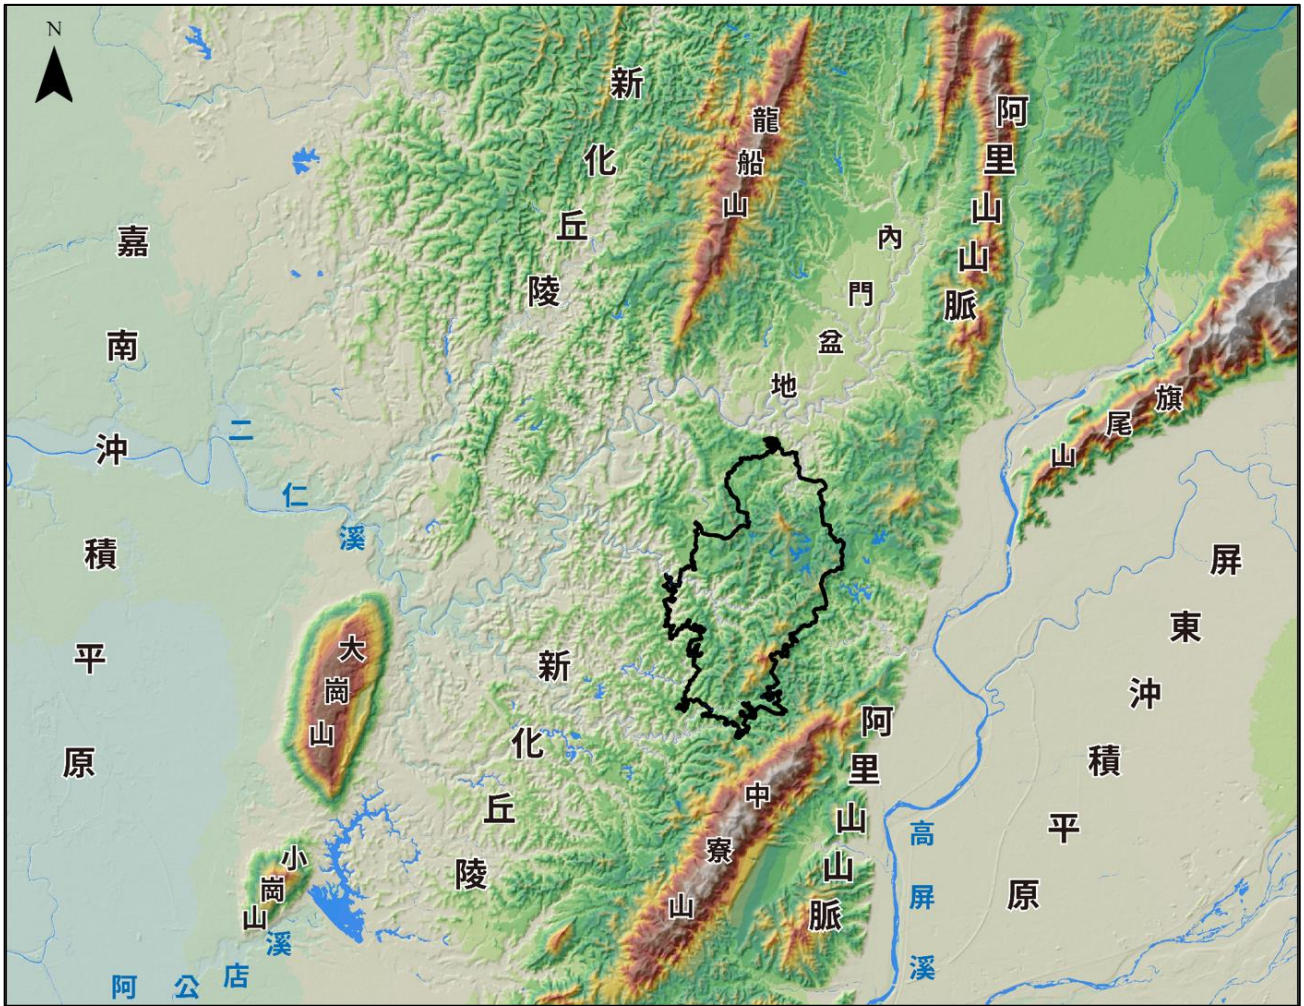 N
新化丘陵
龍船山
阿里山山脈
內門盆地
嘉南沖積平原
二仁溪
旗尾山
屏東沖積平原
大崗山
新化丘陵
小崗山
阿公店溪
中寮山
阿里山山脈
高屏溪